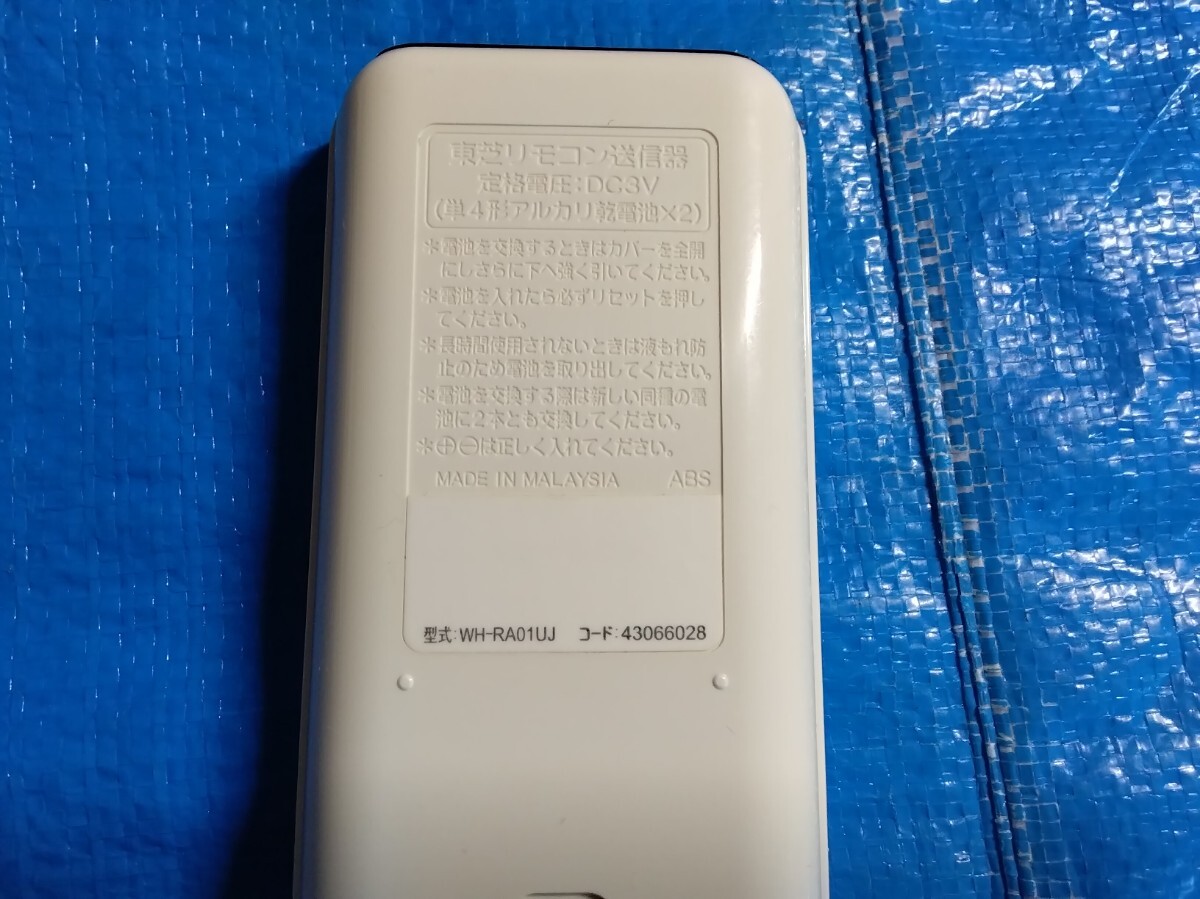 東芝リモコン送信器
定格電圧:DC3V
(単4形アルカリ乾電池×2)
＊電池を交換するときはカバーを全開
にしさらに下へ強く引いてください。
＊電池を入れたら必ずリセットを押し
てください。
＊長時間使用されないときは液もれ防
止のため電池を取り出してください。
＊電池を交換する際は新しい同種の電
池に2本とも交換してください。
＊⊕⊖は正しく入れてください。
MADE IN MALAYSIA ABS
型式:WH-RA01UJ コード:43066028